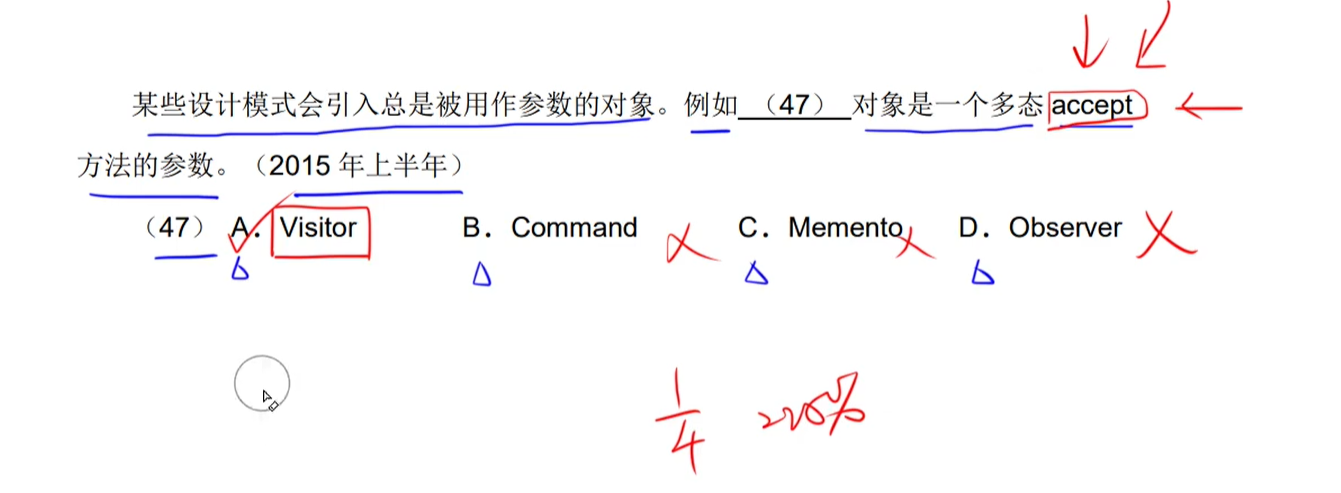 某些设计模式会引入总是被用作参数的对象。例如 （47） 对象是一个多态 accept
方法的参数。（2015 年上半年）
（47） A．Visitor B．Command C．Memento D．Observer
1/4